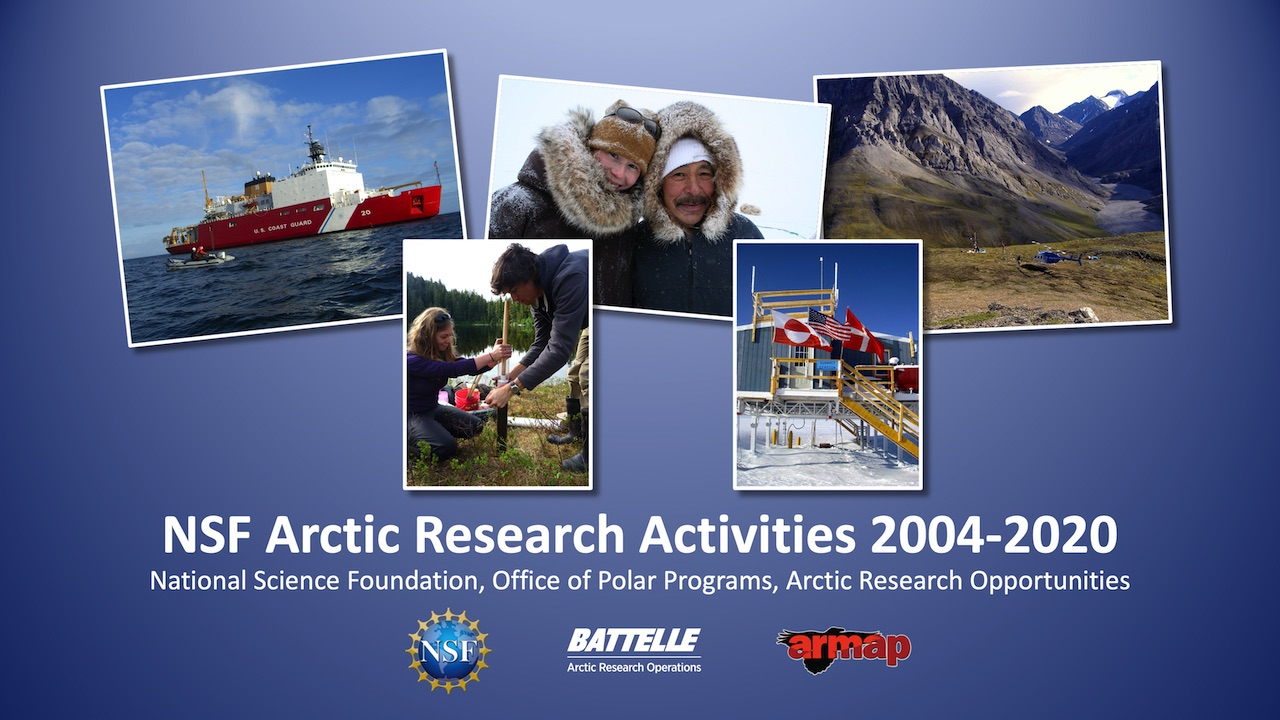 U.S. COAST GUARD
20
NSF Arctic Research Activities 2004-2020
National Science Foundation, Office of Polar Programs, Arctic Research Opportunities
NSF
BATTELLE
Arctic Research Operations
armap